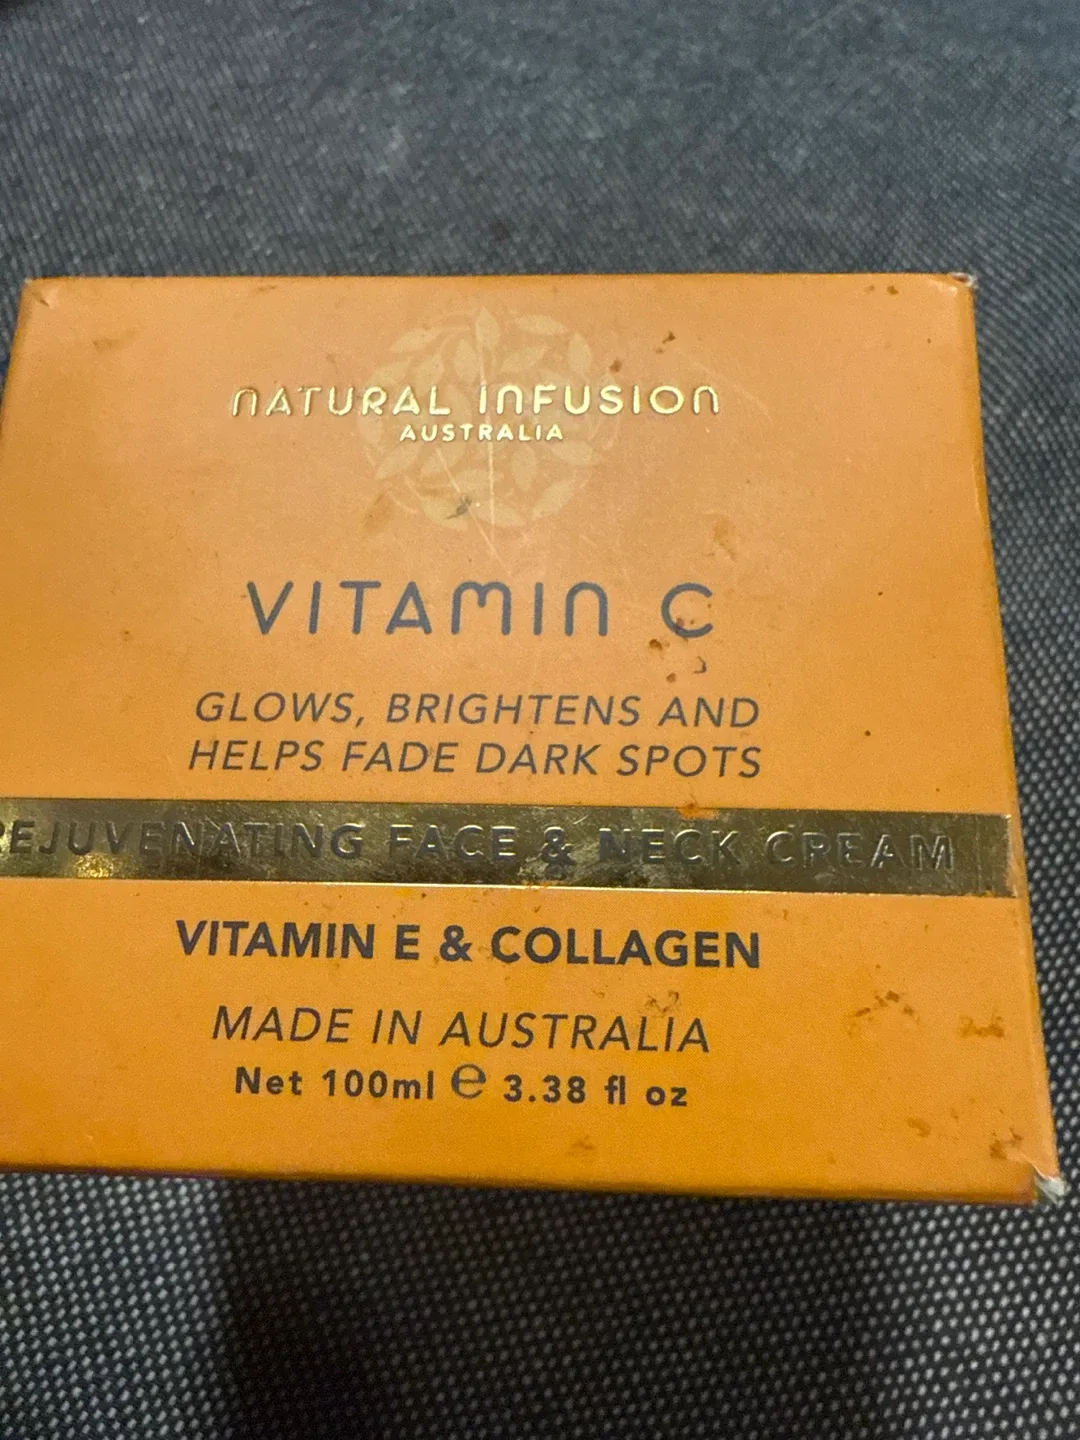 NATURAL INFUSION
AUSTRALIA
VITAMIN C
GLOWS, BRIGHTENS AND
HELPS FADE DARK SPOTS
REJUVENATING FACE & NECK CREAM
VITAMIN E & COLLAGEN
MADE IN AUSTRALIA
Net 100ml ℮ 3.38 fl oz